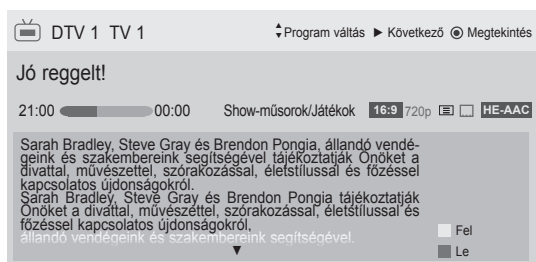 DTV 1 TV 1 Program váltás Következő Megtekintés
Jó reggelt!
21:00 00:00 Show-műsorok/Játékok 16:9 720p HE-AAC
Sarah Bradley, Steve Gray és Brendon Pongia, állandó vendé-
geink és szakembereink segítségével tájékoztatják Önöket a
divattal, művészettel, szórakozással, életstílussal és főzéssel
kapcsolatos újdonságokról.
Sarah Bradley, Steve Gray és Brendon Pongia tájékoztatják
Önöket a divattal, művészettel, szórakozással, életstílussal és
főzéssel kapcsolatos újdonságokról,
állandó vendégeink és szakembereink segítségével.
Fel
Le